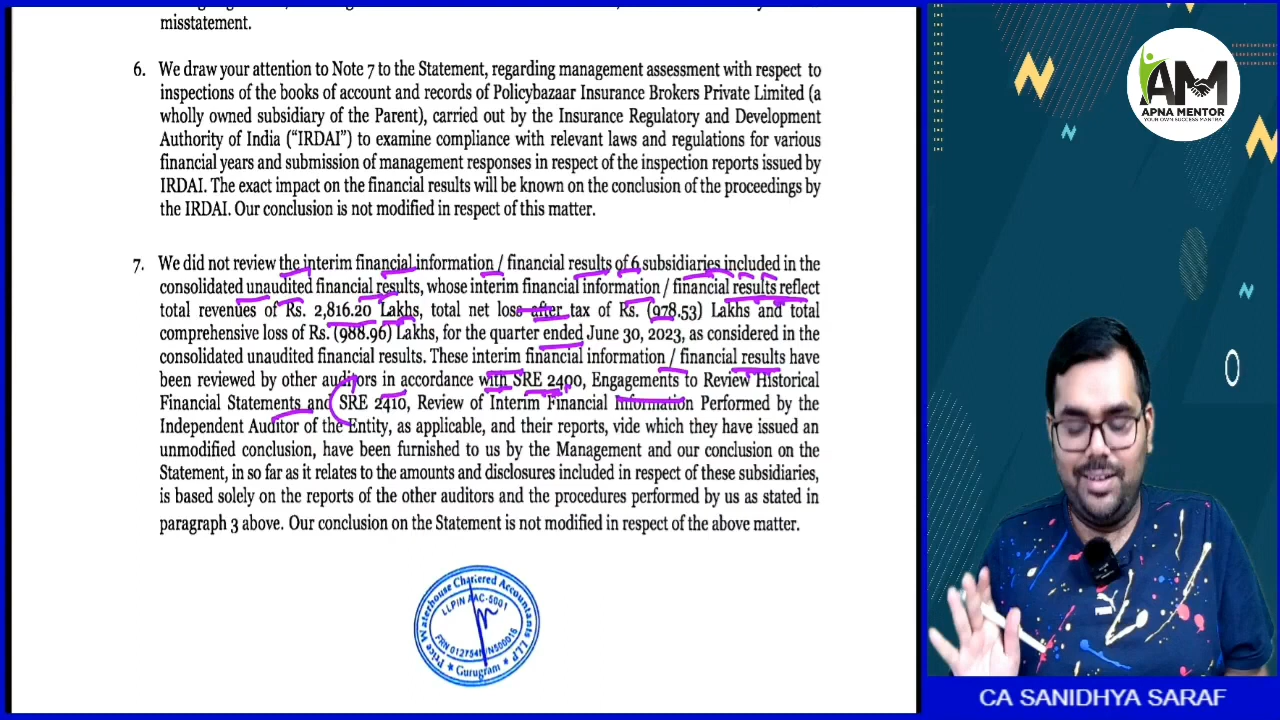 misstatement.
6. We draw your attention to Note 7 to the Statement, regarding management assessment with respect to
inspections of the books of account and records of Policybazaar Insurance Brokers Private Limited (a
wholly owned subsidiary of the Parent), carried out by the Insurance Regulatory and Development
Authority of India ("IRDAI") to examine compliance with relevant laws and regulations for various
financial years and submission of management responses in respect of the inspection reports issued by
IRDAI. The exact impact on the financial results will be known on the conclusion of the proceedings by
the IRDAI. Our conclusion is not modified in respect of this matter.
7. We did not review the interim financial information / financial results of 6 subsidiaries included in the
consolidated unaudited financial results, whose interim financial information / financial results reflect
total revenues of Rs. 2,816.20 Lakhs, total net loss after tax of Rs. (978.53) Lakhs and total
comprehensive loss of Rs. (988.96) Lakhs, for the quarter ended June 30, 2023, as considered in the
consolidated unaudited financial results. These interim financial information / financial results have
been reviewed by other auditors in accordance with SRE 2400, Engagements to Review Historical
Financial Statements and SRE 2410, Review of Interim Financial Information Performed by the
Independent Auditor of the Entity, as applicable, and their reports, vide which they have issued an
unmodified conclusion, have been furnished to us by the Management and our conclusion on the
Statement, in so far as it relates to the amounts and disclosures included in respect of these subsidiaries,
is based solely on the reports of the other auditors and the procedures performed by us as stated in
paragraph 3 above. Our conclusion on the Statement is not modified in respect of the above matter.
Price Waterhouse Chartered Accountants LLP
LLPIN AAC-5001
Gurugram
AM
APNA MENTOR
YOUR OWN SUCCESS MANTRA
CA SANIDHYA SARAF